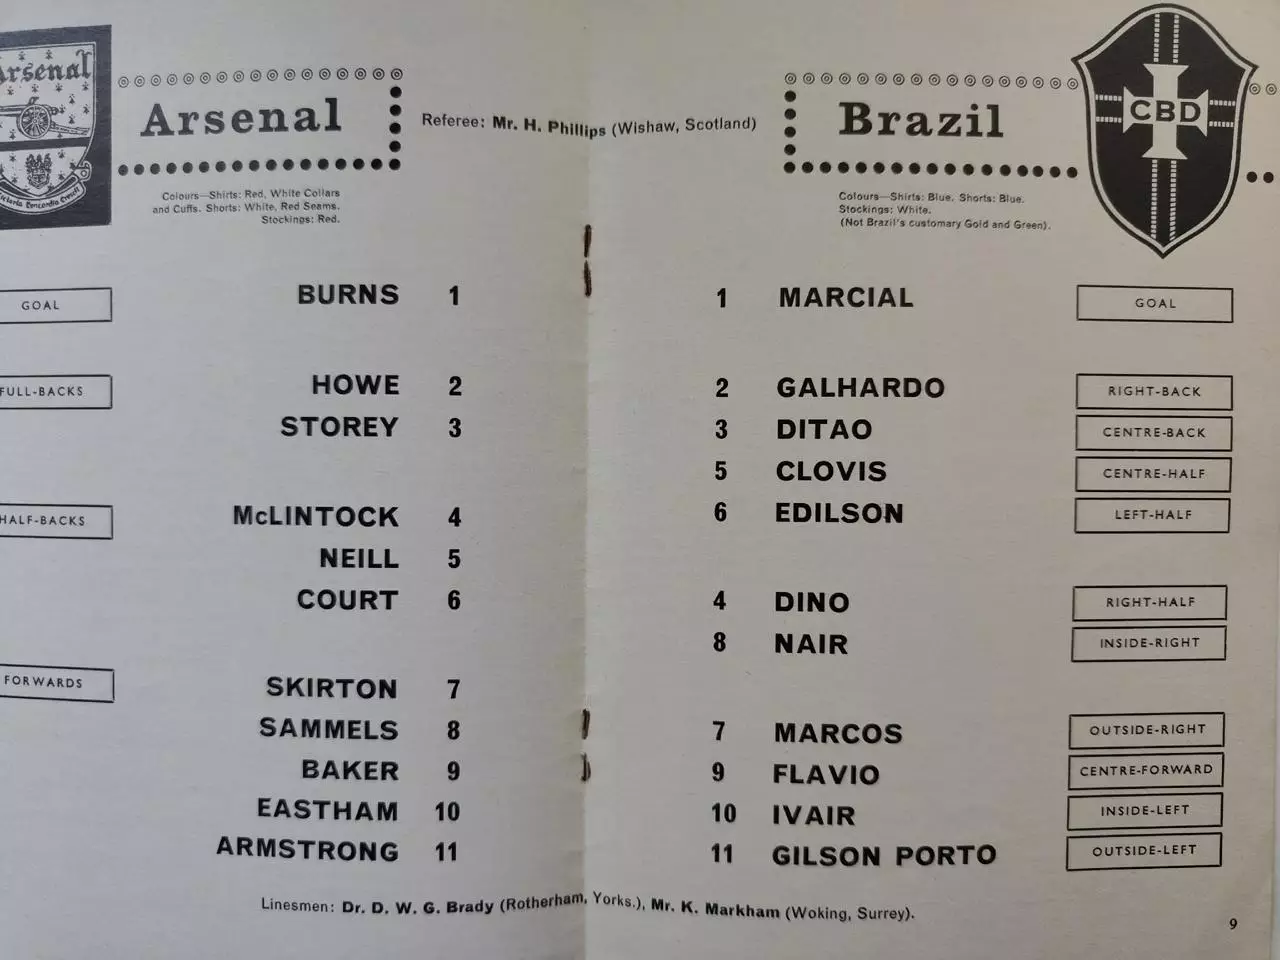 Arsenal
Arsenal
Colours—Shirts: Red, White Collars
and Cuffs. Shorts: White, Red Seams.
Stockings: Red.
Referee: Mr. H. Phillips (Wishaw, Scotland)
Brazil
CBD
Colours—Shirts: Blue. Shorts: Blue.
Stockings: White.
(Not Brazil's customary Gold and Green).
GOAL
BURNS 1
FULL-BACKS
HOWE 2
STOREY 3
HALF-BACKS
McLINTOCK 4
NEILL 5
COURT 6
FORWARDS
SKIRTON 7
SAMMELS 8
BAKER 9
EASTHAM 10
ARMSTRONG 11
1 MARCIAL GOAL
2 GALHARDO RIGHT-BACK
3 DITAO CENTRE-BACK
5 CLOVIS CENTRE-HALF
6 EDILSON LEFT-HALF
4 DINO RIGHT-HALF
8 NAIR INSIDE-RIGHT
7 MARCOS OUTSIDE-RIGHT
9 FLAVIO CENTRE-FORWARD
10 IVAIR INSIDE-LEFT
11 GILSON PORTO OUTSIDE-LEFT
Linesmen: Dr. D. W. G. Brady (Rotherham, Yorks.), Mr. K. Markham (Woking, Surrey).
9